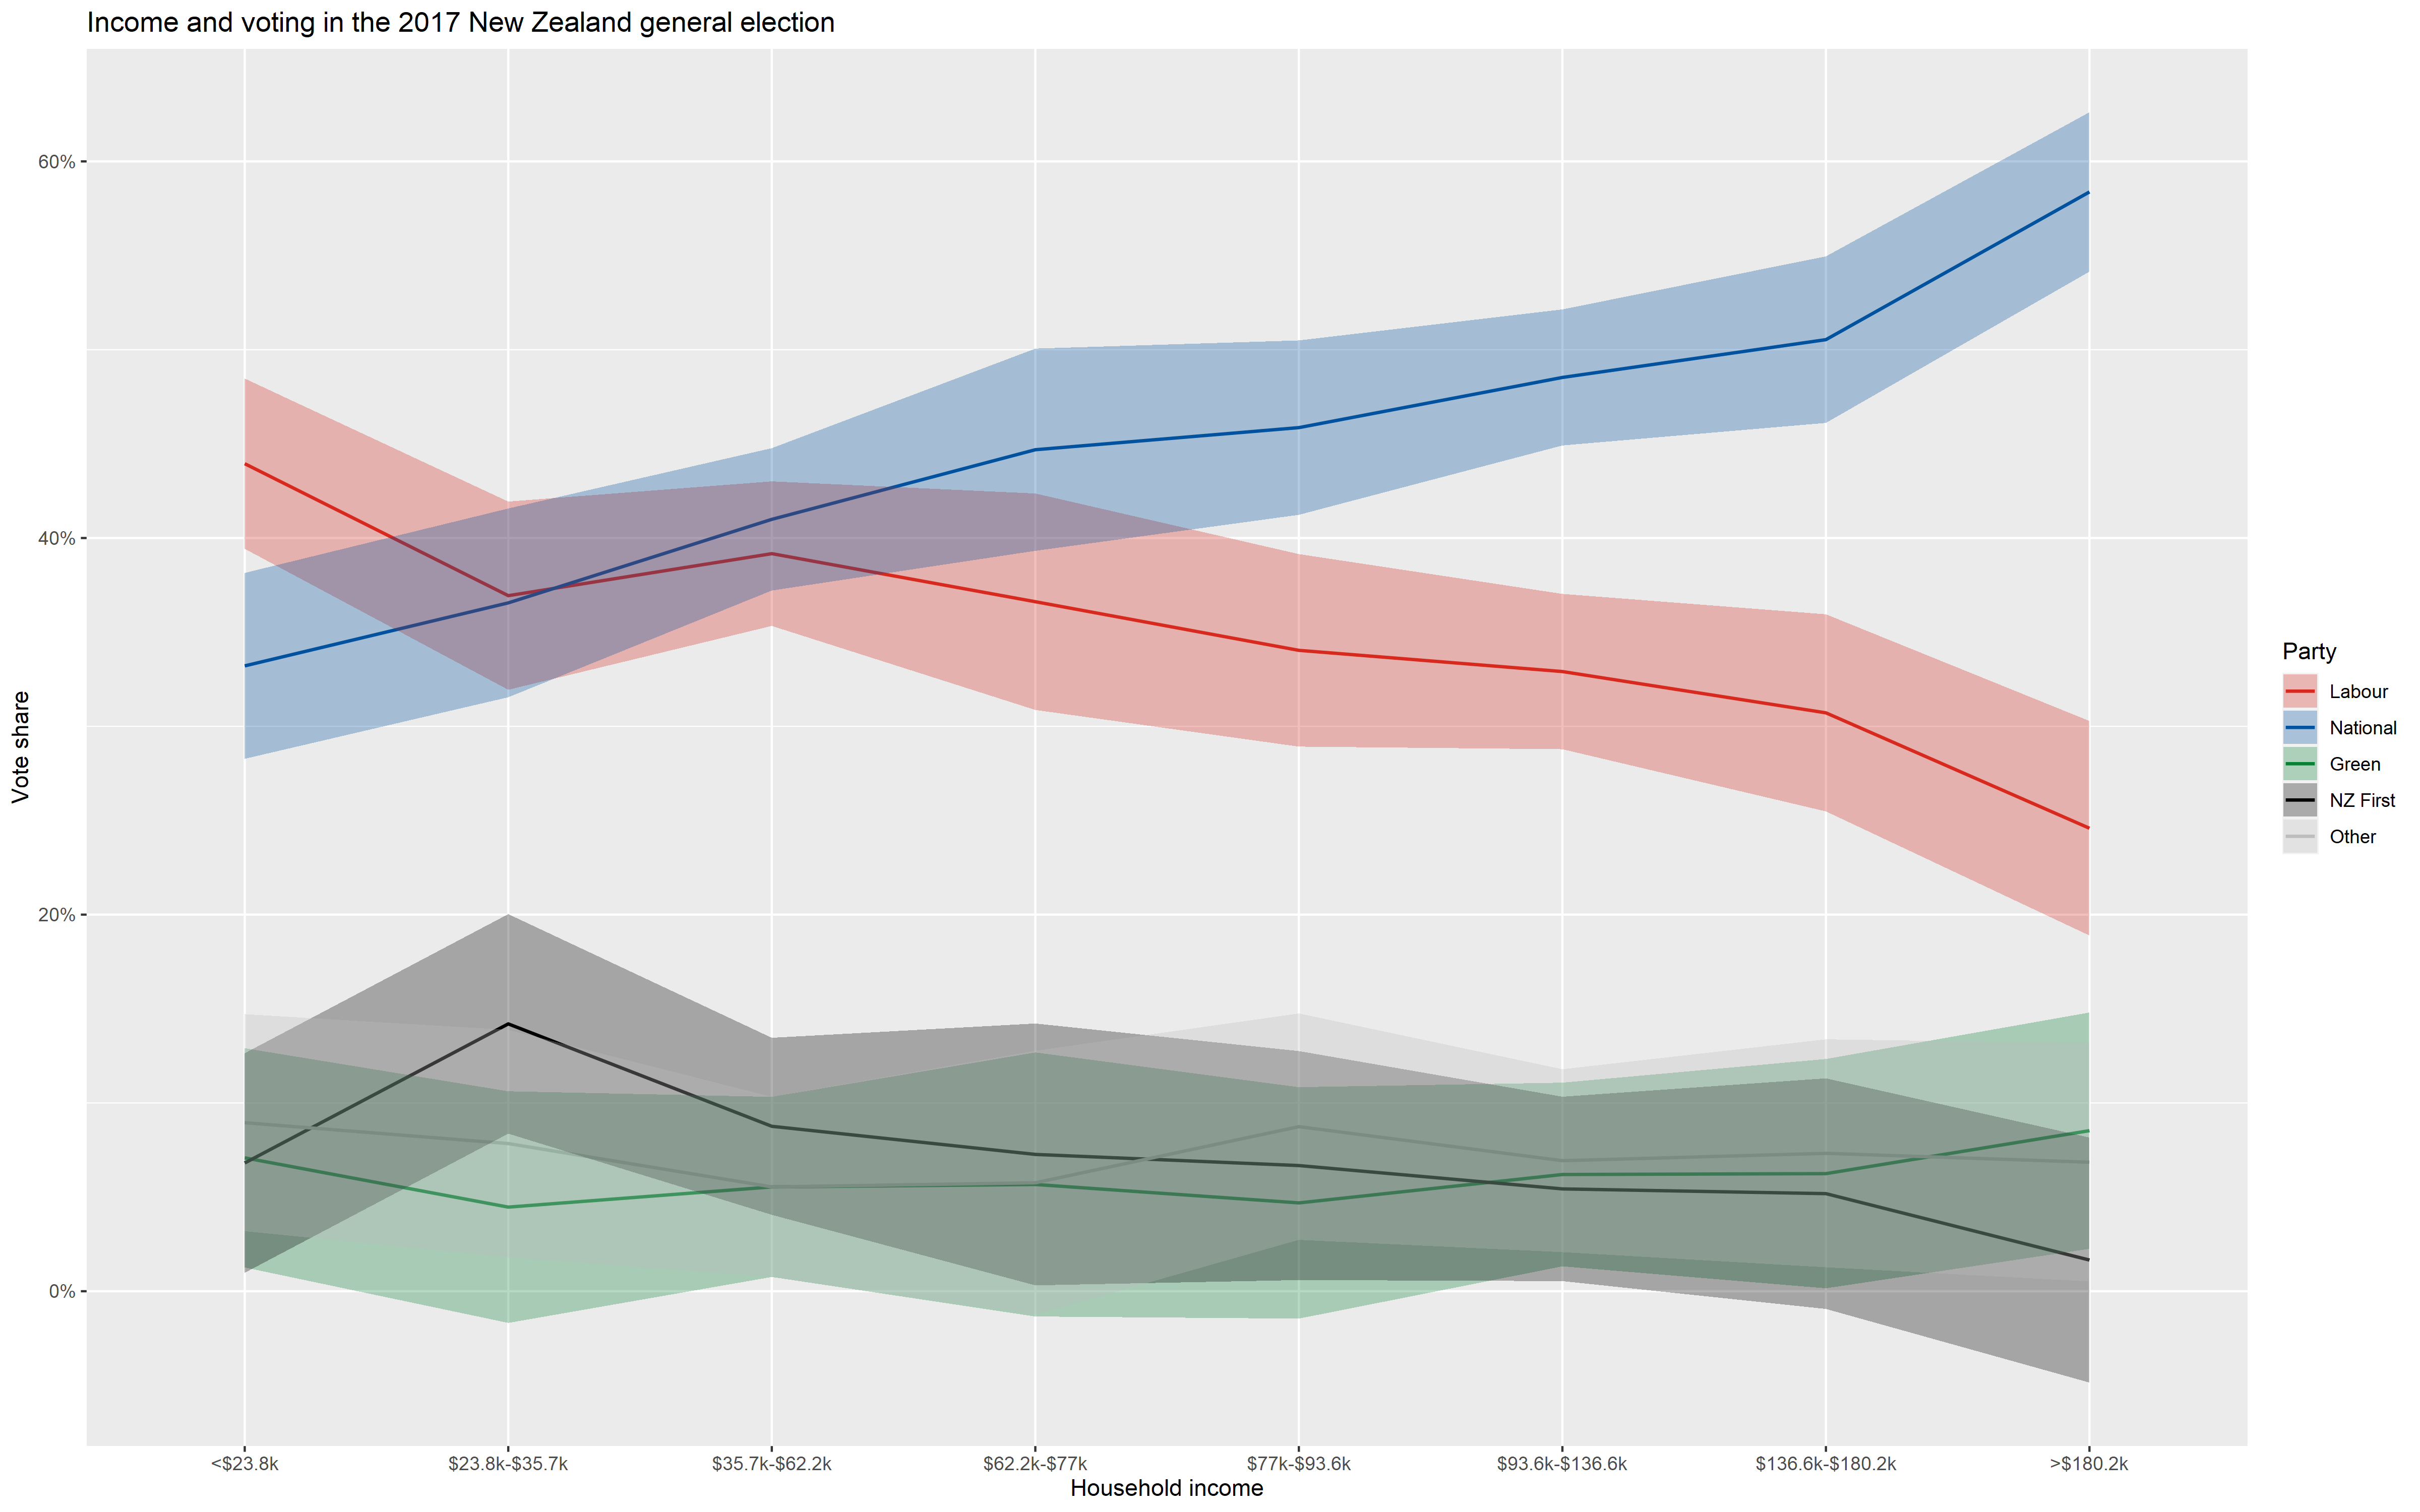 Income and voting in the 2017 New Zealand general election
60%
40%
20%
0%
Vote share
<$23.8k
$23.8k-$35.7k
$35.7k-$62.2k
$62.2k-$77k
$77k-$93.6k
$93.6k-$136.6k
$136.6k-$180.2k
>$180.2k
Household income
Party
Labour
National
Green
NZ First
Other